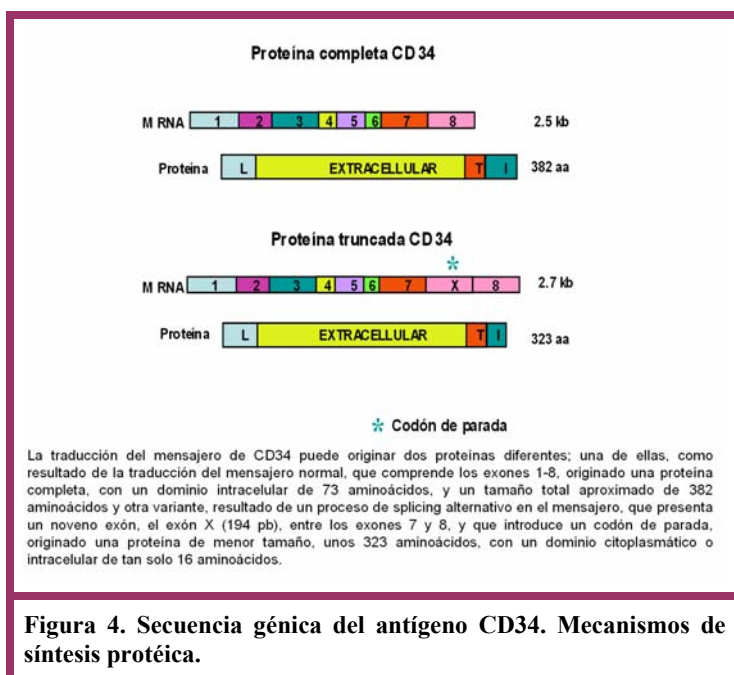 Proteína completa CD 34
M RNA 1 2 3 4 5 6 7 8 2.5 kb
Proteína L EXTRACELLULAR T I 382 aa
Proteína truncada CD 34
*
M RNA 1 2 3 4 5 6 7 X 8 2.7 kb
Proteína L EXTRACELLULAR T I 323 aa
* Codón de parada
La traducción del mensajero de CD34 puede originar dos proteínas diferentes; una de ellas, como
resultado de la traducción del mensajero normal, que comprende los exones 1-8, originado una proteína
completa, con un dominio intracelular de 73 aminoácidos, y un tamaño total aproximado de 382
aminoácidos y otra variante, resultado de un proceso de splicing alternativo en el mensajero, que presenta
un noveno exón, el exón X (194 pb), entre los exones 7 y 8, y que introduce un codón de parada,
originado una proteína de menor tamaño, unos 323 aminoácidos, con un dominio citoplasmático o
intracelular de tan solo 16 aminoácidos.
Figura 4. Secuencia génica del antígeno CD34. Mecanismos de
síntesis protéica.